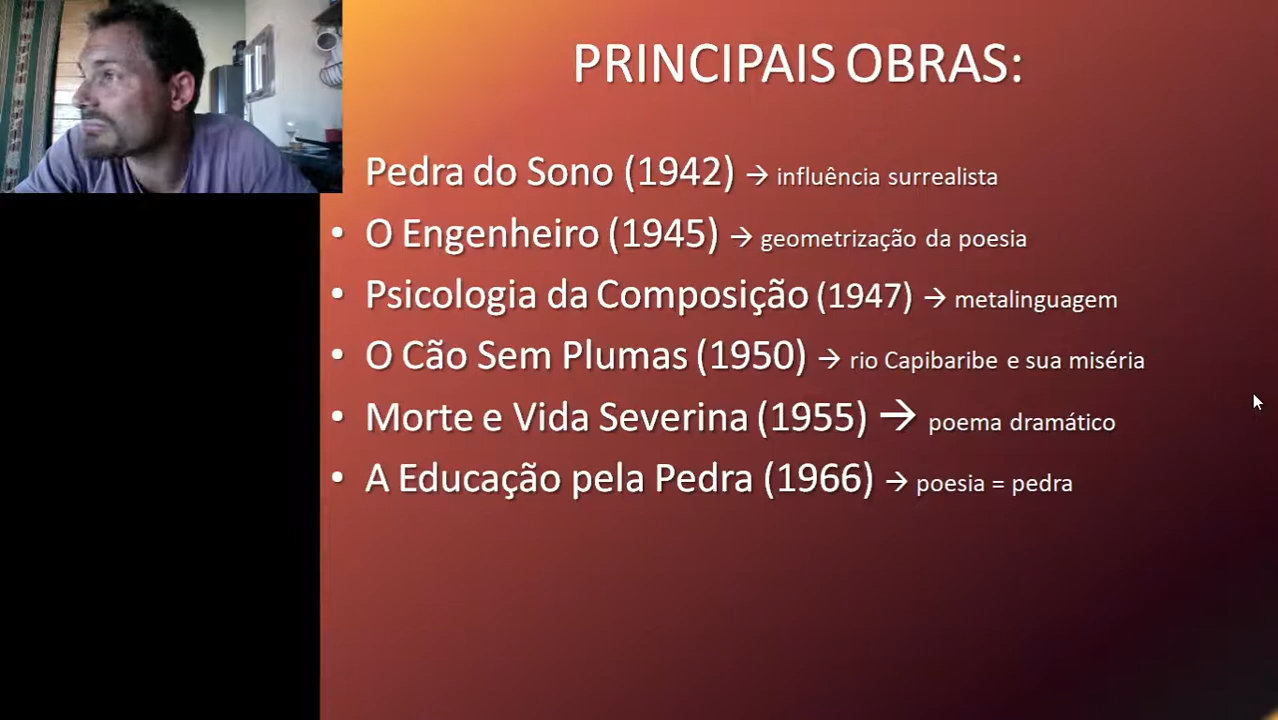 PRINCIPAIS OBRAS:
Pedra do Sono (1942) → influência surrealista
• O Engenheiro (1945) → geometrização da poesia
• Psicologia da Composição (1947) → metalinguagem
• O Cão Sem Plumas (1950) → rio Capibaribe e sua miséria
• Morte e Vida Severina (1955) → poema dramático
• A Educação pela Pedra (1966) → poesia = pedra